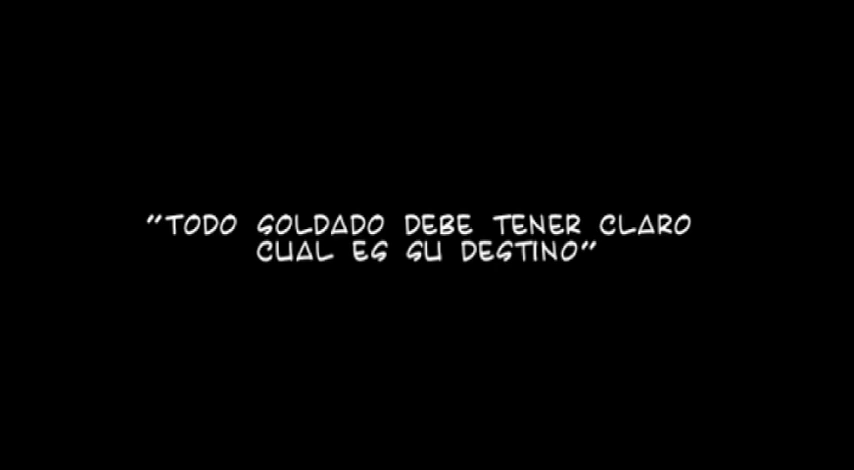 "TODO SOLDADO DEBE TENER CLARO
CUAL ES SU DESTINO"